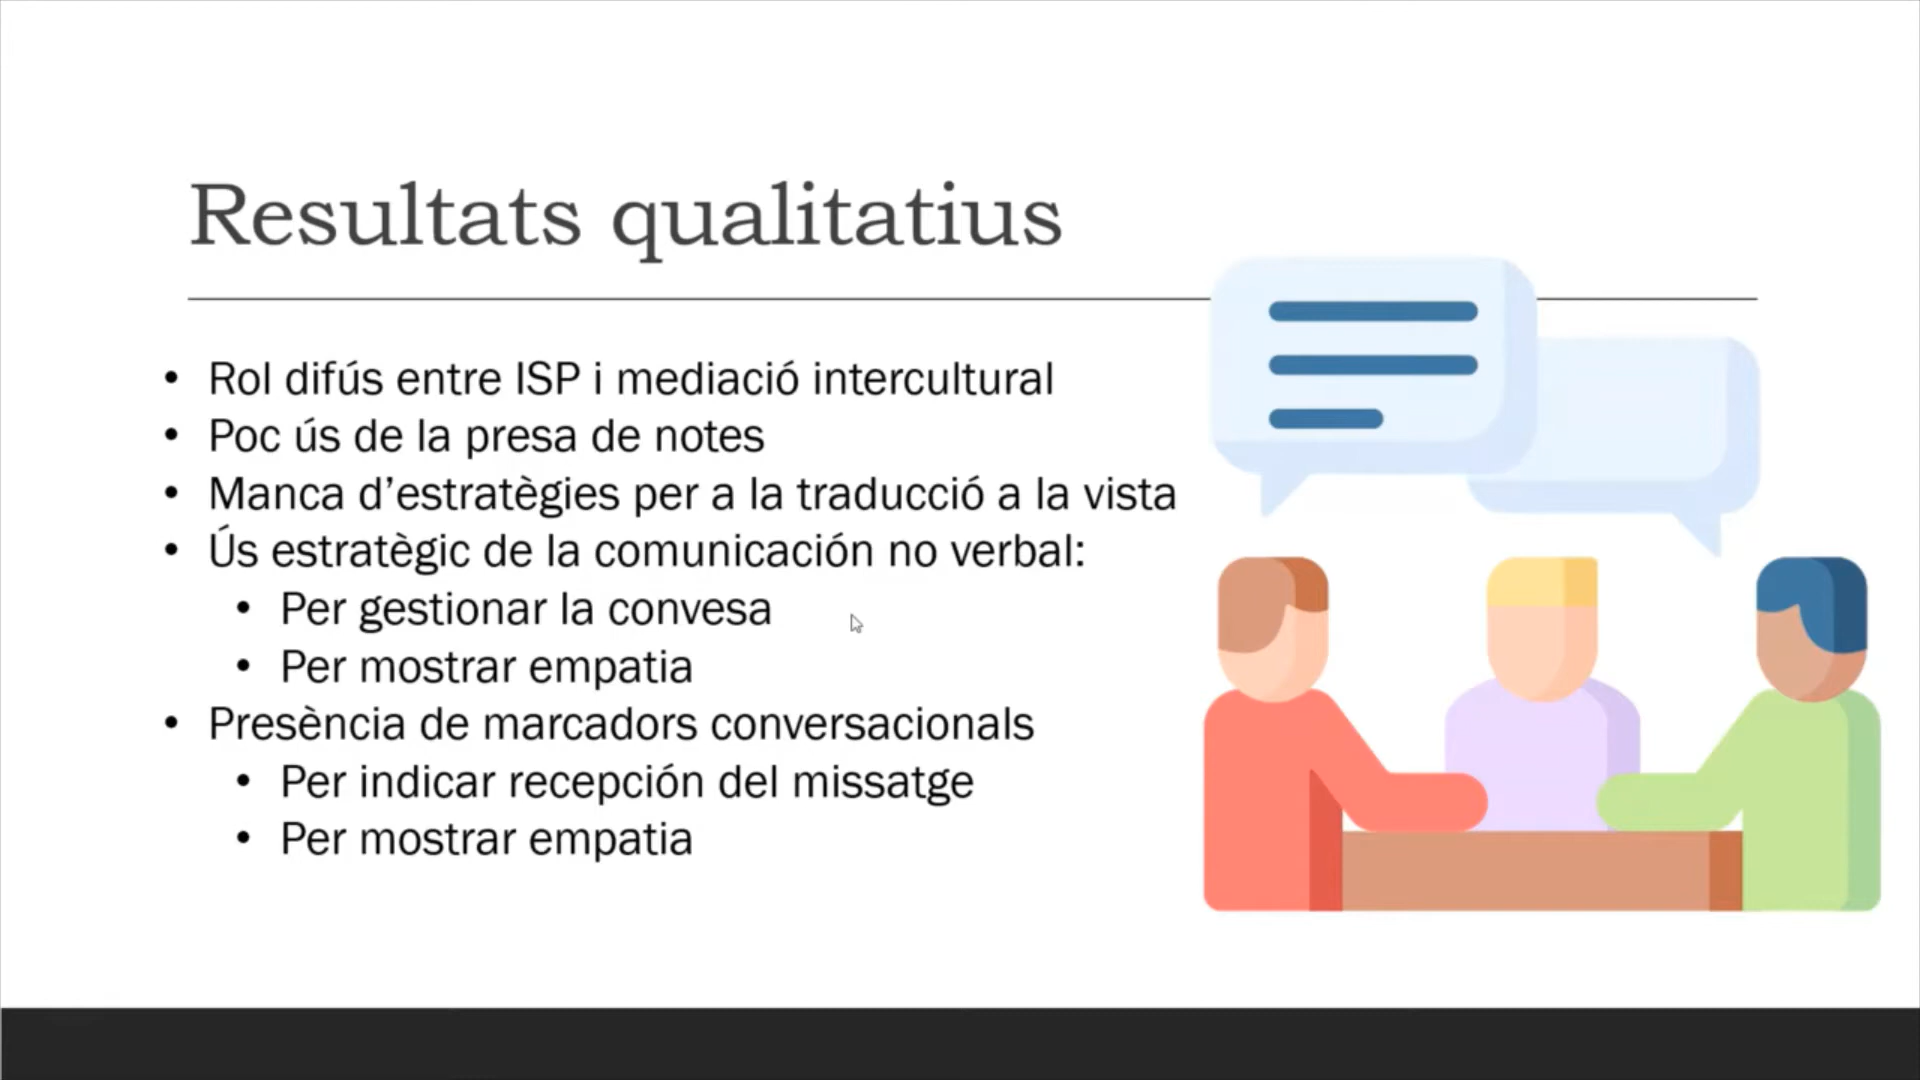 Resultats qualitatius
• Rol difús entre ISP i mediació intercultural
• Poc ús de la presa de notes
• Manca d’estratègies per a la traducció a la vista
• Ús estratègic de la comunicación no verbal:
• Per gestionar la convesa
• Per mostrar empatia
• Presència de marcadors conversacionals
• Per indicar recepción del missatge
• Per mostrar empatia